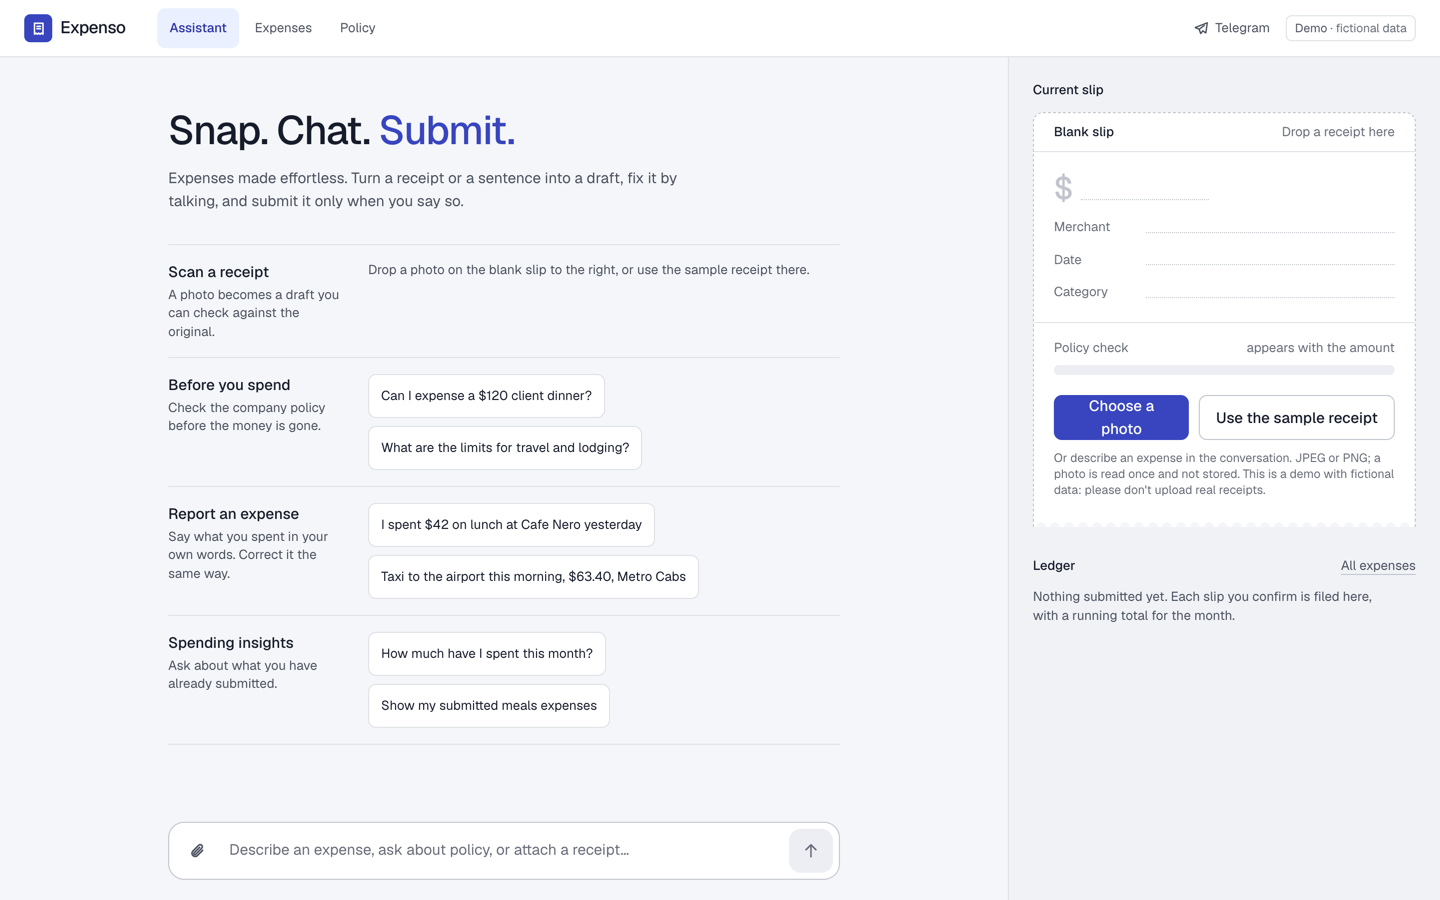 Expenso
Assistant
Expenses
Policy
Telegram
Demo · fictional data
Snap. Chat. Submit.
Expenses made effortless. Turn a receipt or a sentence into a draft, fix it by
talking, and submit it only when you say so.
Scan a receipt
A photo becomes a draft you
can check against the
original.
Drop a photo on the blank slip to the right, or use the sample receipt there.
Before you spend
Check the company policy
before the money is gone.
Can I expense a $120 client dinner?
What are the limits for travel and lodging?
Report an expense
Say what you spent in your
own words. Correct it the
same way.
I spent $42 on lunch at Cafe Nero yesterday
Taxi to the airport this morning, $63.40, Metro Cabs
Spending insights
Ask about what you have
already submitted.
How much have I spent this month?
Show my submitted meals expenses
Describe an expense, ask about policy, or attach a receipt...
Current slip
Blank slip
Drop a receipt here
$
Merchant
Date
Category
Policy check
appears with the amount
Choose a
photo
Use the sample receipt
Or describe an expense in the conversation. JPEG or PNG; a
photo is read once and not stored. This is a demo with fictional
data: please don't upload real receipts.
Ledger
All expenses
Nothing submitted yet. Each slip you confirm is filed here,
with a running total for the month.